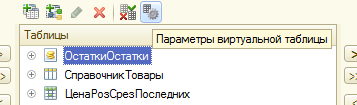 Таблицы
Параметры виртуальной таблицы
ОстаткиОстатки
СправочникТовары
ЦенаРозСрезПоследних